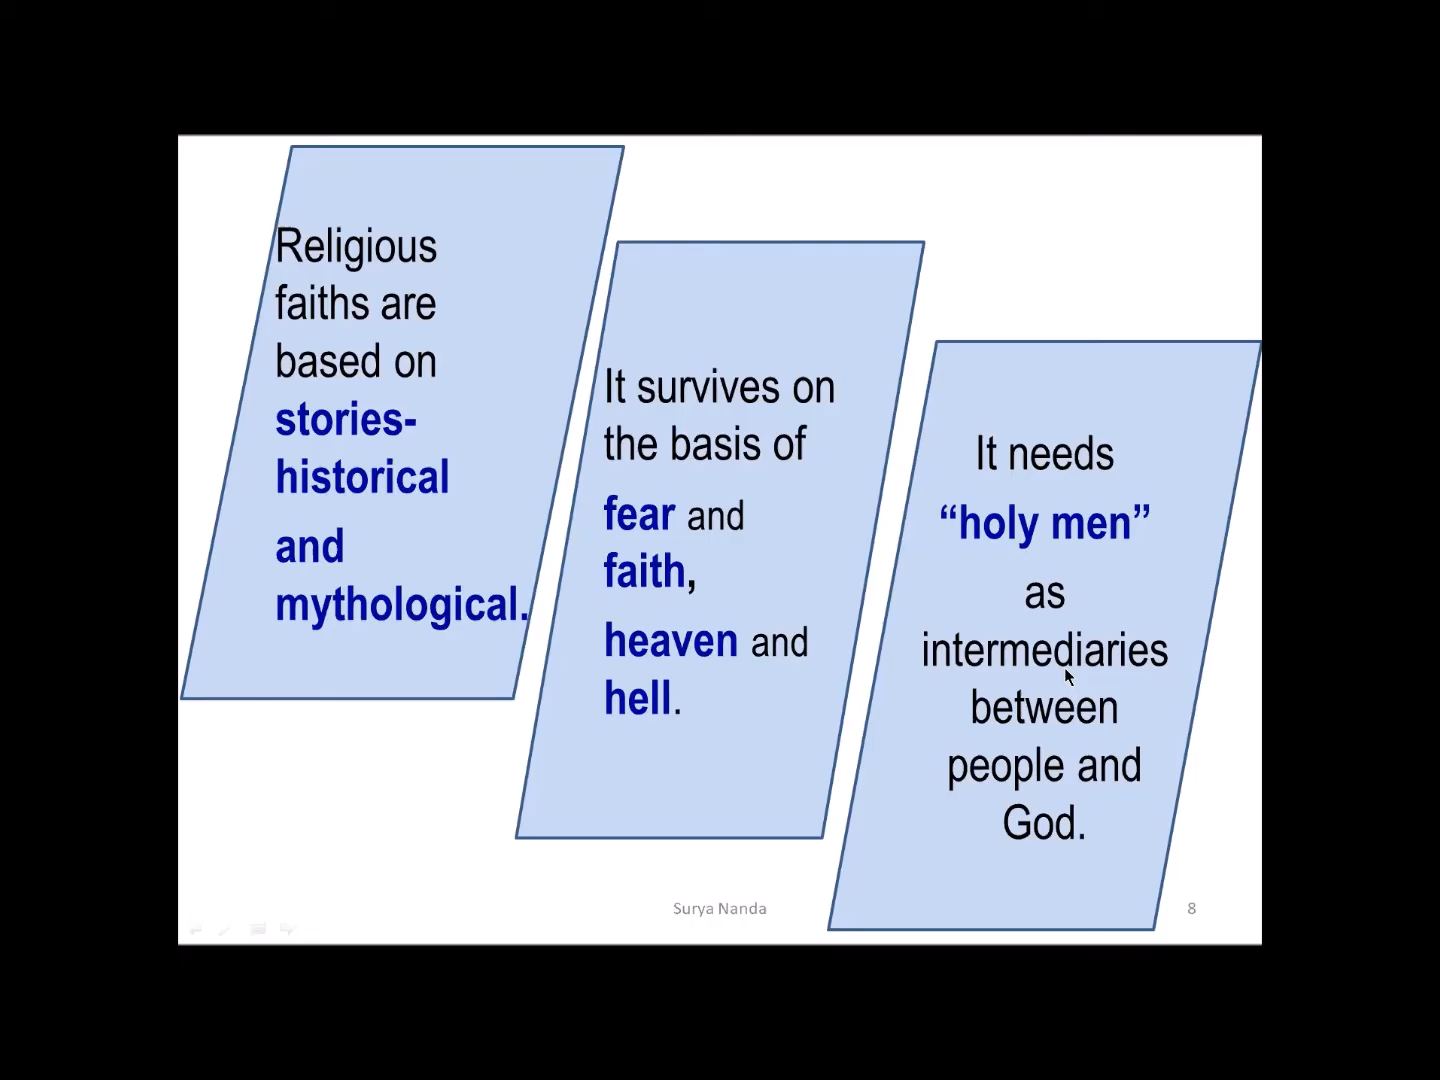 Religious
faiths are
based on
stories-
historical
and
mythological.
It survives on
the basis of
fear and
faith,
heaven and
hell.
It needs
“holy men”
as
intermediaries
between
people and
God.
Surya Nanda
8